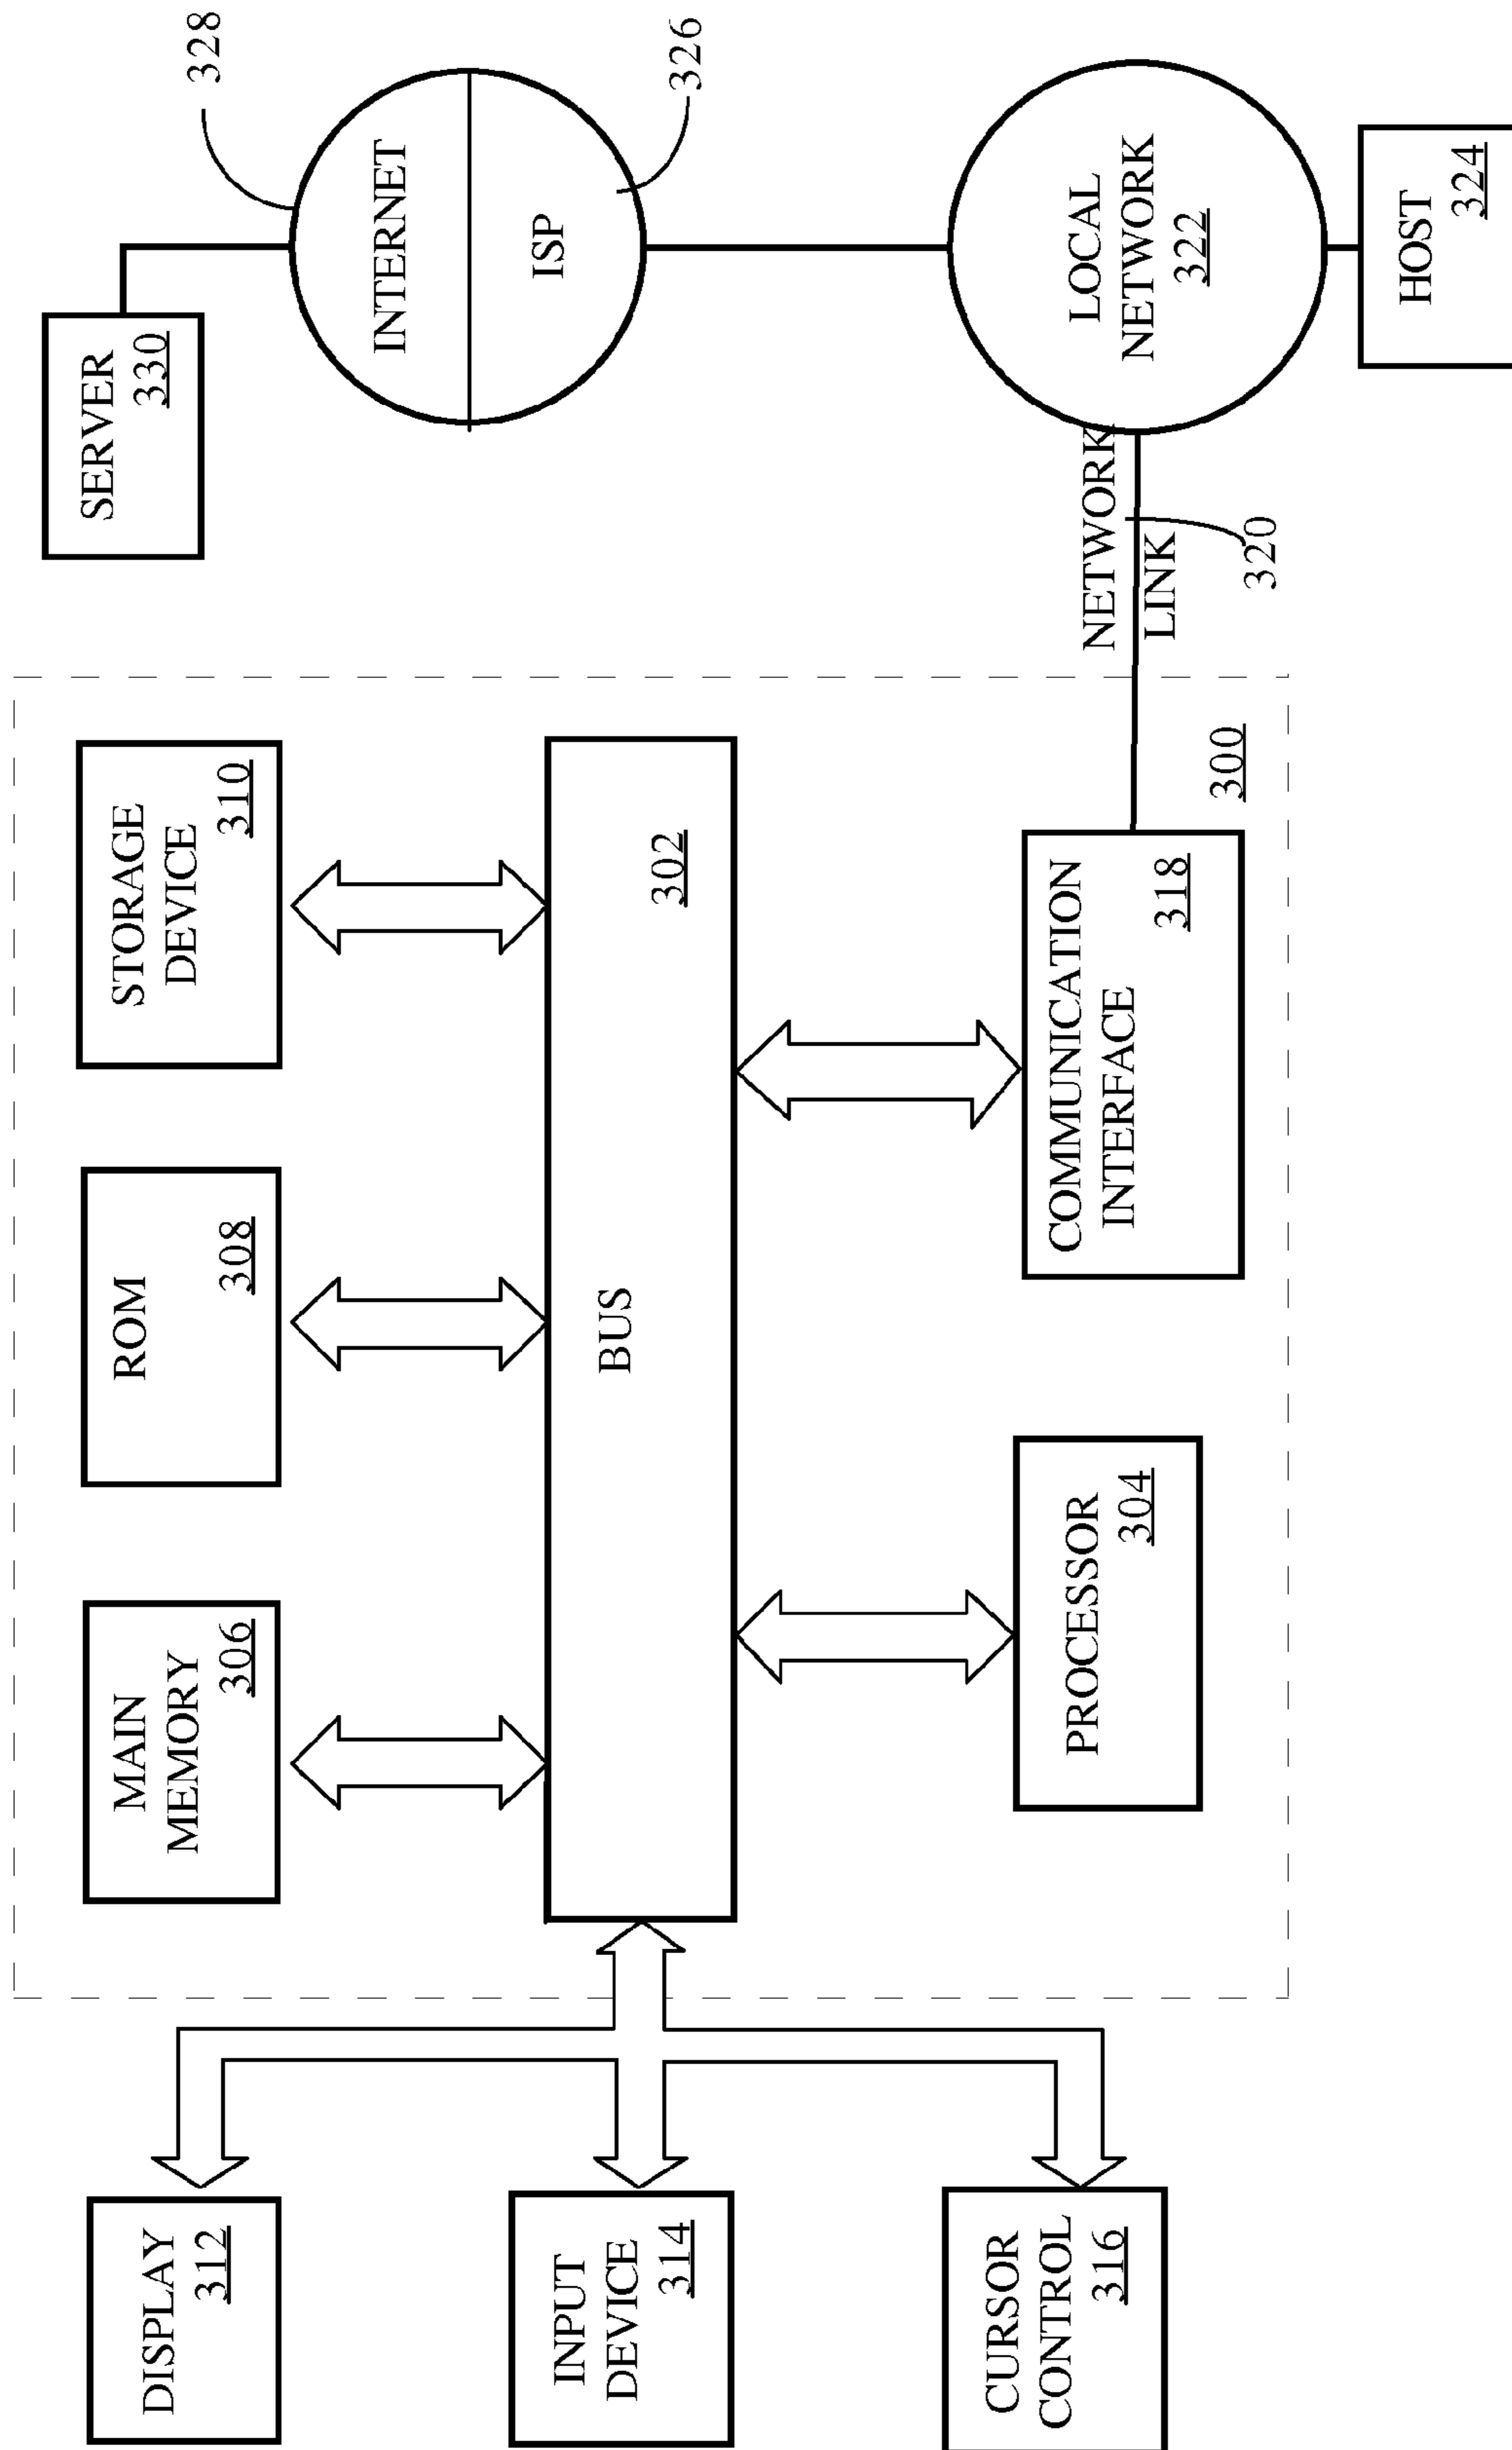 DISPLAY
312
INPUT
DEVICE
314
CURSOR
CONTROL
316
MAIN
MEMORY
306
ROM
308
STORAGE
DEVICE
310
BUS
302
PROCESSOR
304
COMMUNICATION
INTERFACE
318
300
SERVER
330
328
INTERNET
ISP
326
NETWORK
LINK
320
LOCAL
NETWORK
322
HOST
324